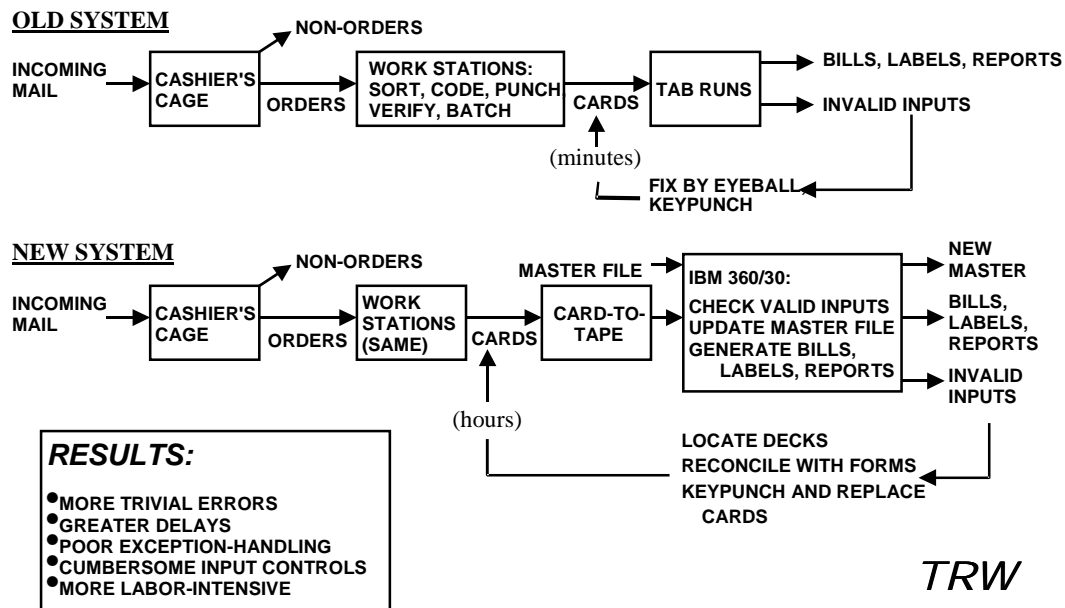 OLD SYSTEM
INCOMING
MAIL
CASHIER'S
CAGE
NON-ORDERS
ORDERS
WORK STATIONS:
SORT, CODE, PUNCH,
VERIFY, BATCH
CARDS
TAB RUNS
BILLS, LABELS, REPORTS
INVALID INPUTS
(minutes)
FIX BY EYEBALL,
KEYPUNCH
NEW SYSTEM
INCOMING
MAIL
CASHIER'S
CAGE
NON-ORDERS
ORDERS
WORK
STATIONS
(SAME)
CARDS
MASTER FILE
CARD-TO-
TAPE
IBM 360/30:
CHECK VALID INPUTS
UPDATE MASTER FILE
GENERATE BILLS,
LABELS, REPORTS
NEW
MASTER
BILLS,
LABELS,
REPORTS
INVALID
INPUTS
(hours)
LOCATE DECKS
RECONCILE WITH FORMS
KEYPUNCH AND REPLACE
CARDS
RESULTS:
•MORE TRIVIAL ERRORS
•GREATER DELAYS
•POOR EXCEPTION-HANDLING
•CUMBERSOME INPUT CONTROLS
•MORE LABOR-INTENSIVE
TRW